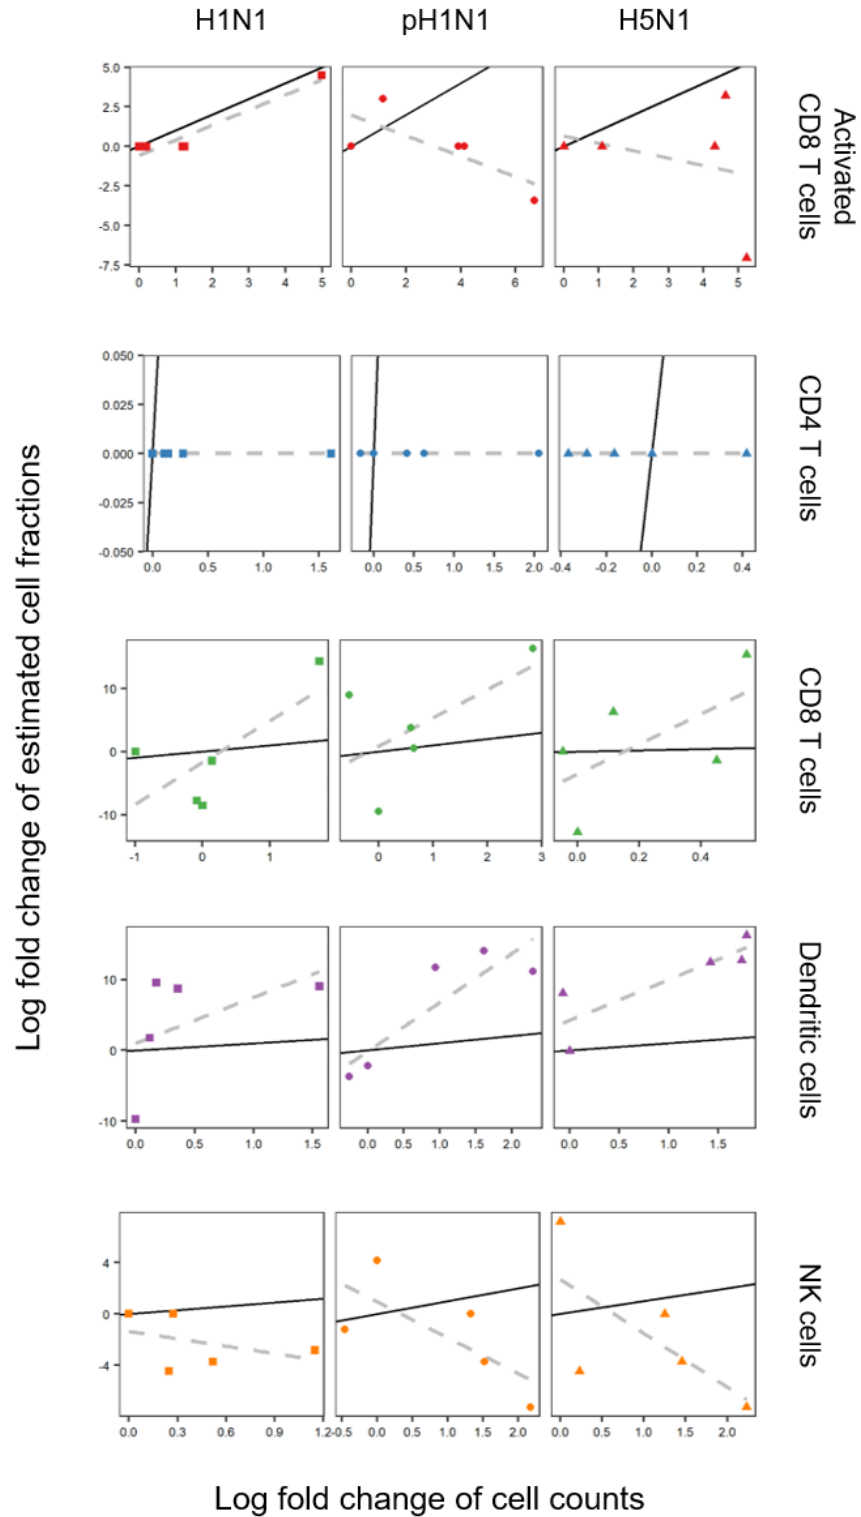 H1N1 pH1N1 H5N1
5.0
2.5
0.0
-2.5
-5.0
-7.5
0 1 2 3 4 5 0 2 4 6 0 1 2 3 4 5
Activated
CD8 T cells
0.050
0.025
0.000
-0.025
-0.050
0.0 0.5 1.0 1.5 0.0 0.5 1.0 1.5 2.0 -0.4 -0.2 0.0 0.2 0.4
CD4 T cells
Log fold change of estimated cell fractions
10
0
-10
-1 0 1 0 1 2 3 0.0 0.2 0.4
CD8 T cells
10
0
-10
0.0 0.5 1.0 1.5 0.0 0.5 1.0 1.5 2.0 0.0 0.5 1.0 1.5
Dendritic cells
4
0
-4
0.0 0.3 0.6 0.9 1.2 -0.5 0.0 0.5 1.0 1.5 2.0 0.0 0.5 1.0 1.5 2.0
NK cells
Log fold change of cell counts